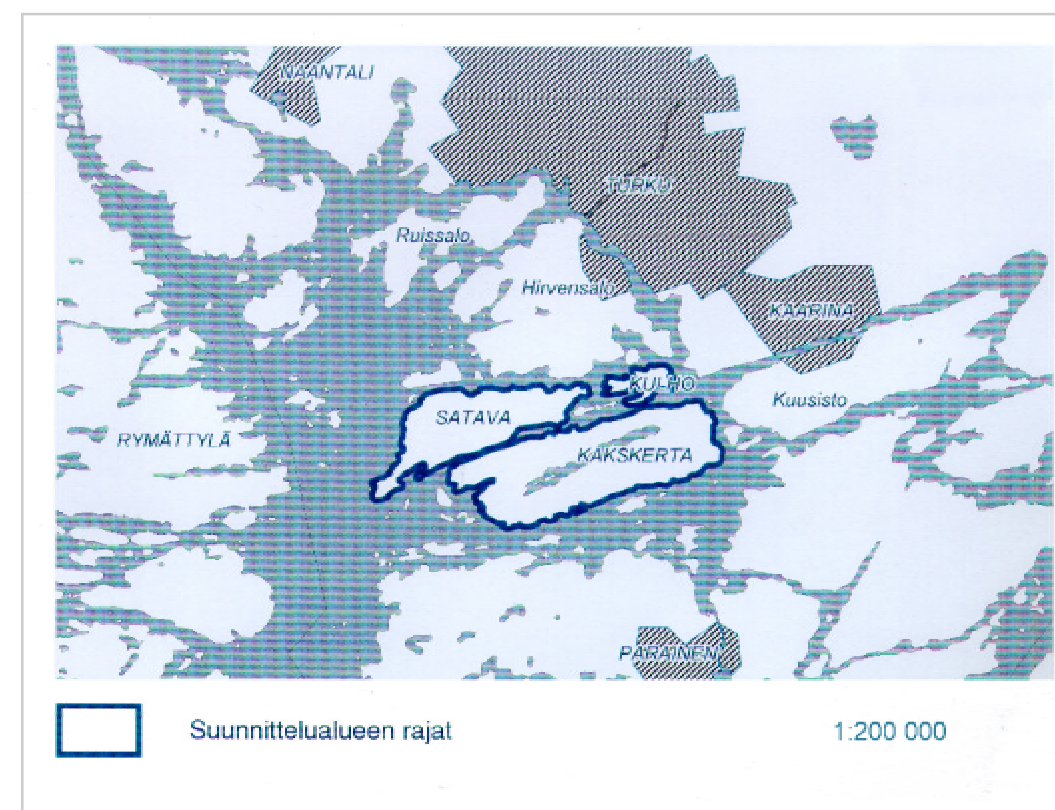 NAANTALI
TURKU
Ruissalo
Hirvensalo
KAARINA
KULHO
Kuusisto
SATAVA
RYMÄTTYLÄ
KAKSKERTA
PARAINEN
Suunnittelualueen rajat
1:200 000